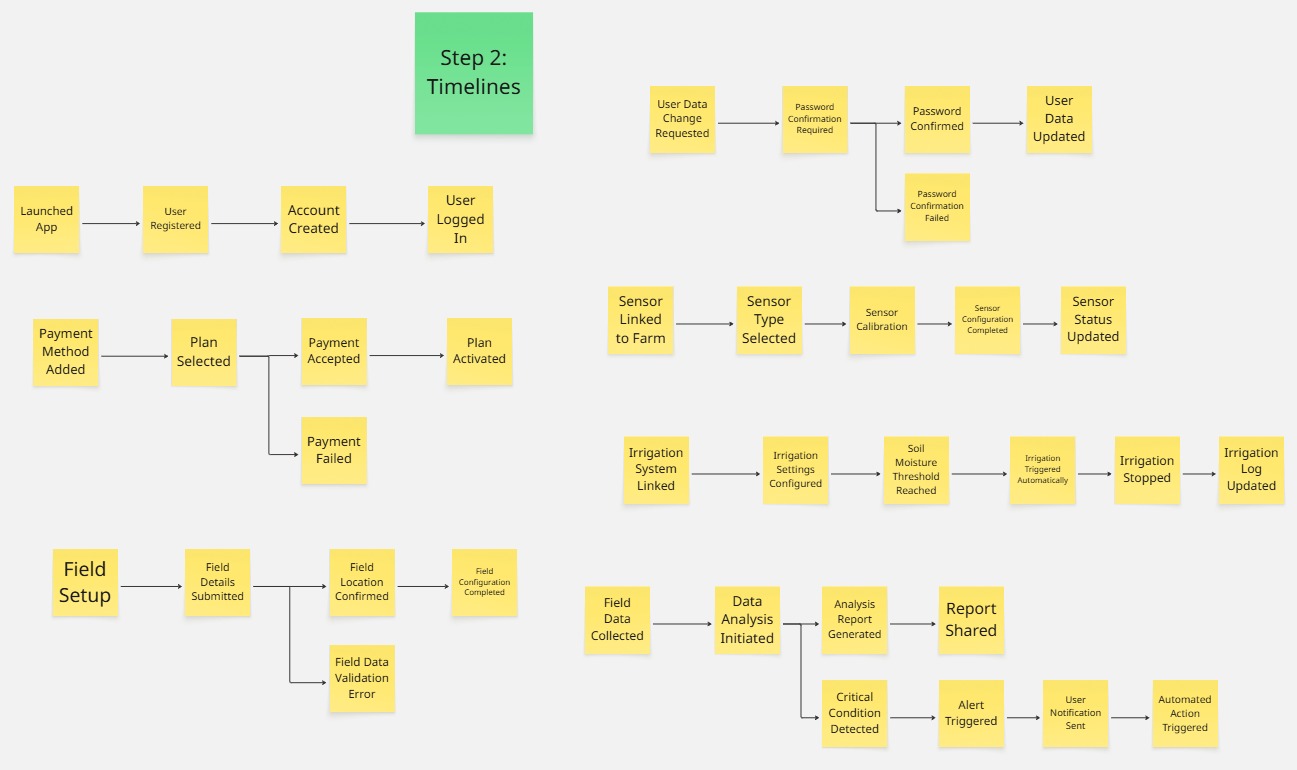 Step 2:
Timelines
Launched
App
User
Registered
Account
Created
User
Logged
In
Payment
Method
Added
Plan
Selected
Payment
Accepted
Plan
Activated
Payment
Failed
Field
Setup
Field
Details
Submitted
Field
Location
Confirmed
Field
Configuration
Completed
Field Data
Validation
Error
User Data
Change
Requested
Password
Confirmation
Required
Password
Confirmed
User
Data
Updated
Password
Confirmation
Failed
Sensor
Linked
to Farm
Sensor
Type
Selected
Sensor
Calibration
Sensor
Configuration
Completed
Sensor
Status
Updated
Irrigation
System
Linked
Irrigation
Settings
Configured
Soil
Moisture
Threshold
Reached
Irrigation
Triggered
Automatically
Irrigation
Stopped
Irrigation
Log
Updated
Field
Data
Collected
Data
Analysis
Initiated
Analysis
Report
Generated
Report
Shared
Critical
Condition
Detected
Alert
Triggered
User
Notification
Sent
Automated
Action
Triggered